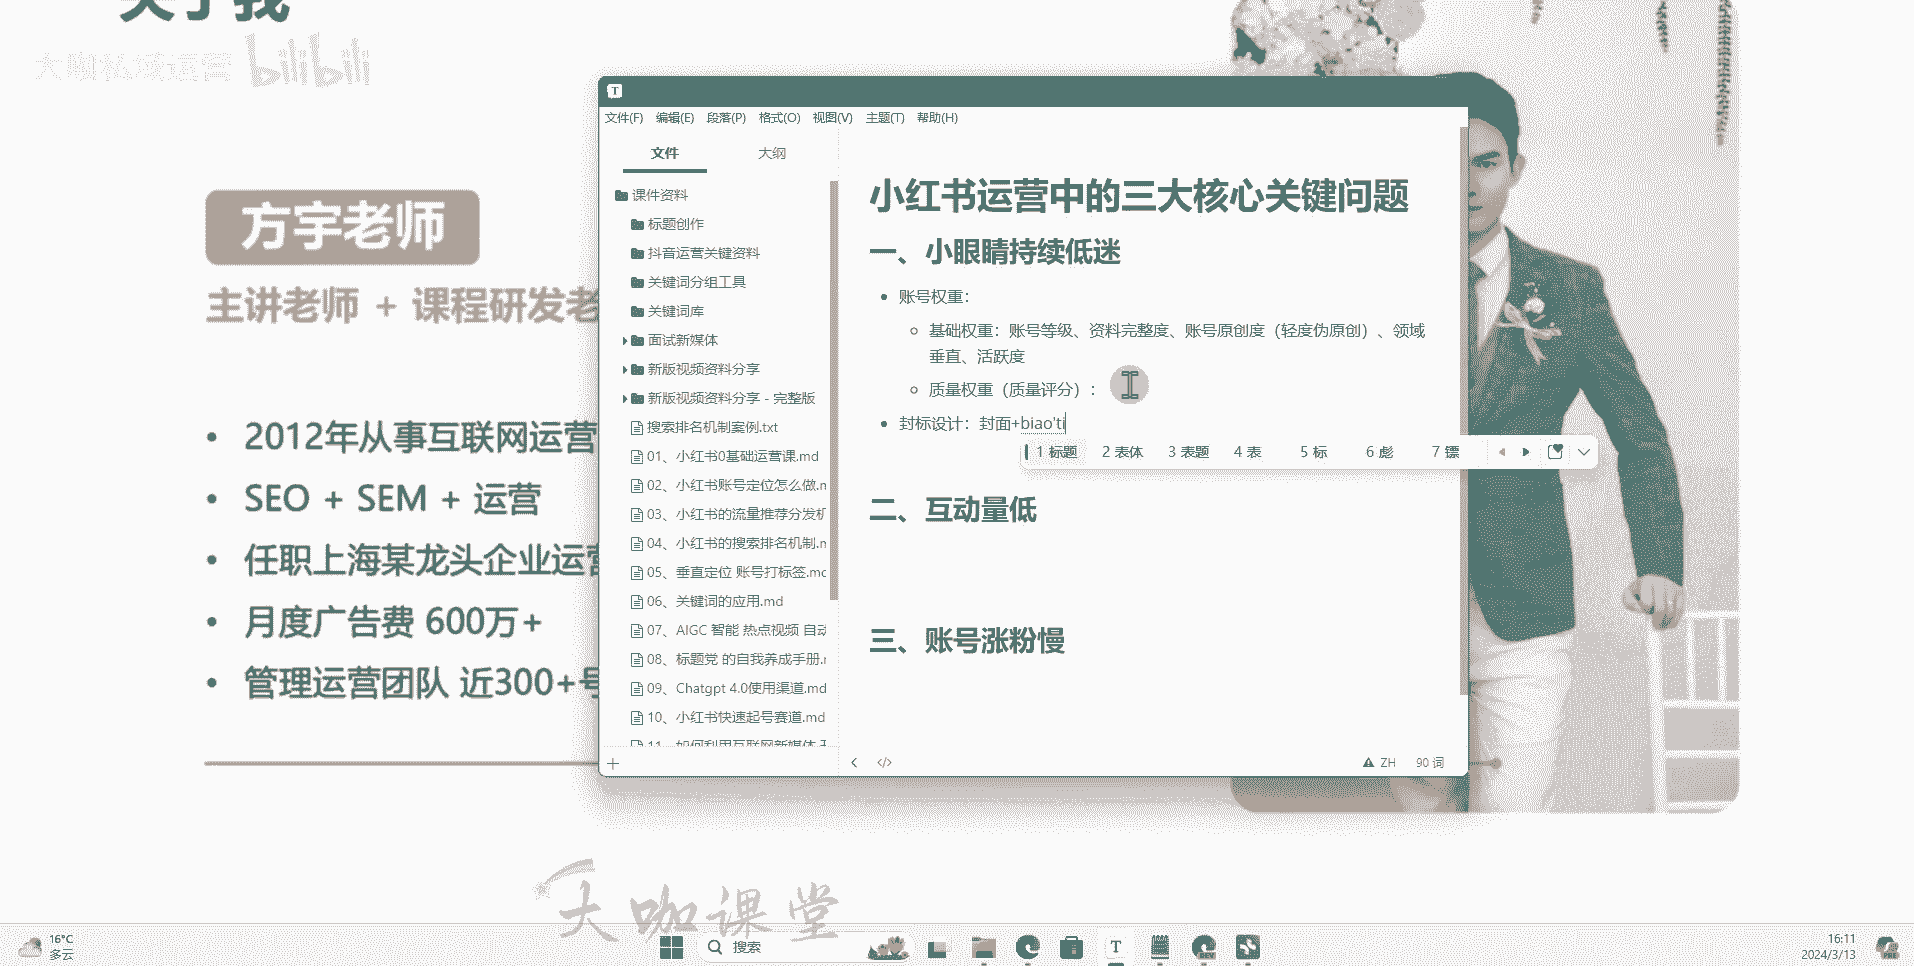 关于我
大咖私域运营 bilibili
方宇老师
主讲老师 + 课程研发老
2012年从事互联网运营
SEO + SEM + 运营
任职上海某龙头企业运营
月度广告费 600万+
管理运营团队 近300+号
T
文件(F) 编辑(E) 段落(P) 格式(O) 视图(V) 主题(T) 帮助(H)
文件 大纲
课件资料
标题创作
抖音运营关键资料
关键词分组工具
关键词库
面试新媒体
新版视频资料分享
新版视频资料分享 - 完整版
搜索排名机制案例.txt
01、小红书0基础运营课.md
02、小红书账号定位怎么做.m
03、小红书的流量推荐分发机
04、小红书的搜索排名机制.m
05、垂直定位 账号打标签.md
06、关键词的应用.md
07、AIGC 智能 热点视频 自动
08、标题党 的自我养成手册.m
09、Chatgpt 4.0使用渠道.md
10、小红书快速起号赛道.md
11、如何利用互联网新媒体 无
小红书运营中的三大核心关键问题
一、小眼睛持续低迷
账号权重：
基础权重：账号等级、资料完整度、账号原创度（轻度伪原创）、领域
垂直、活跃度
质量权重（质量评分）：
封标设计：封面+biao'ti
1 标题 2 表体 3 表题 4 表 5 标 6 彪 7 镖
二、互动量低
三、账号涨粉慢
ZH 90 词
大咖课堂
16°C
多云
搜索
T
16:11
2024/3/13